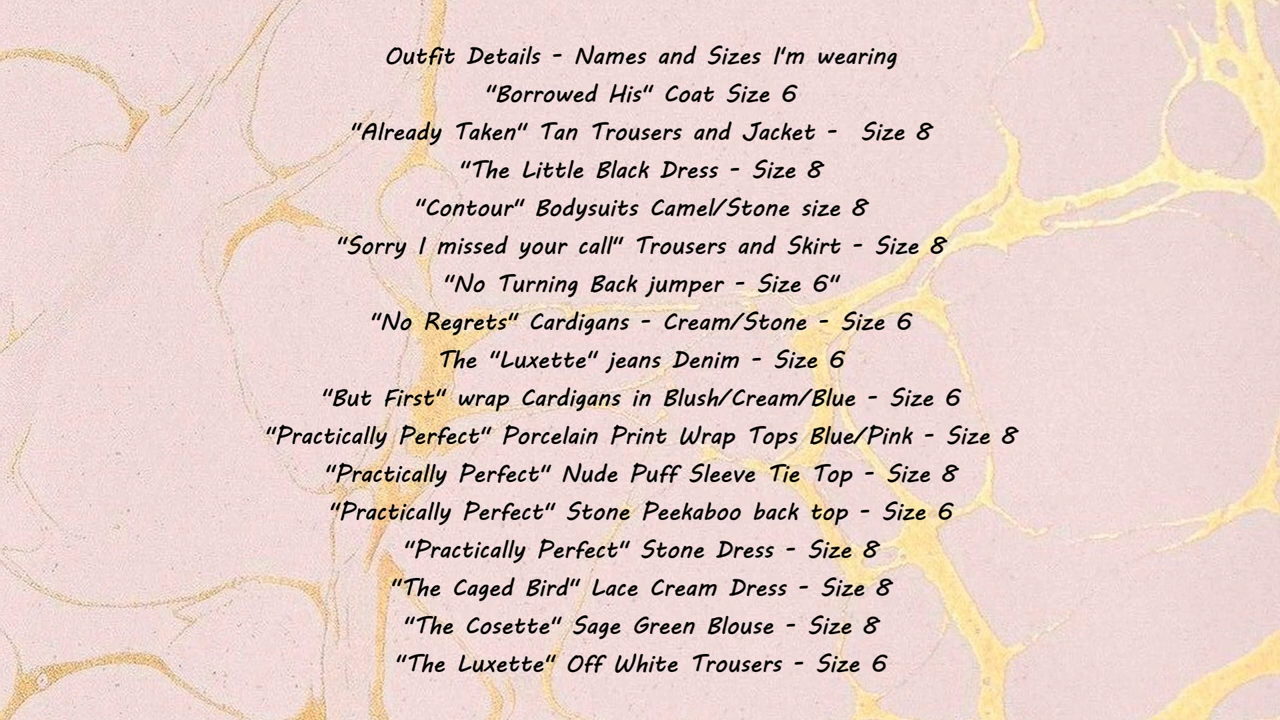 Outfit Details - Names and Sizes I'm wearing
"Borrowed His" Coat Size 6
"Already Taken" Tan Trousers and Jacket -  Size 8
"The Little Black Dress - Size 8
"Contour" Bodysuits Camel/Stone size 8
"Sorry I missed your call" Trousers and Skirt - Size 8
"No Turning Back jumper - Size 6"
"No Regrets" Cardigans - Cream/Stone - Size 6
The "Luxette" jeans Denim - Size 6
"But First" wrap Cardigans in Blush/Cream/Blue - Size 6
"Practically Perfect" Porcelain Print Wrap Tops Blue/Pink - Size 8
"Practically Perfect" Nude Puff Sleeve Tie Top - Size 8
"Practically Perfect" Stone Peekaboo back top - Size 6
"Practically Perfect" Stone Dress - Size 8
"The Caged Bird" Lace Cream Dress - Size 8
"The Cosette" Sage Green Blouse - Size 8
"The Luxette" Off White Trousers - Size 6